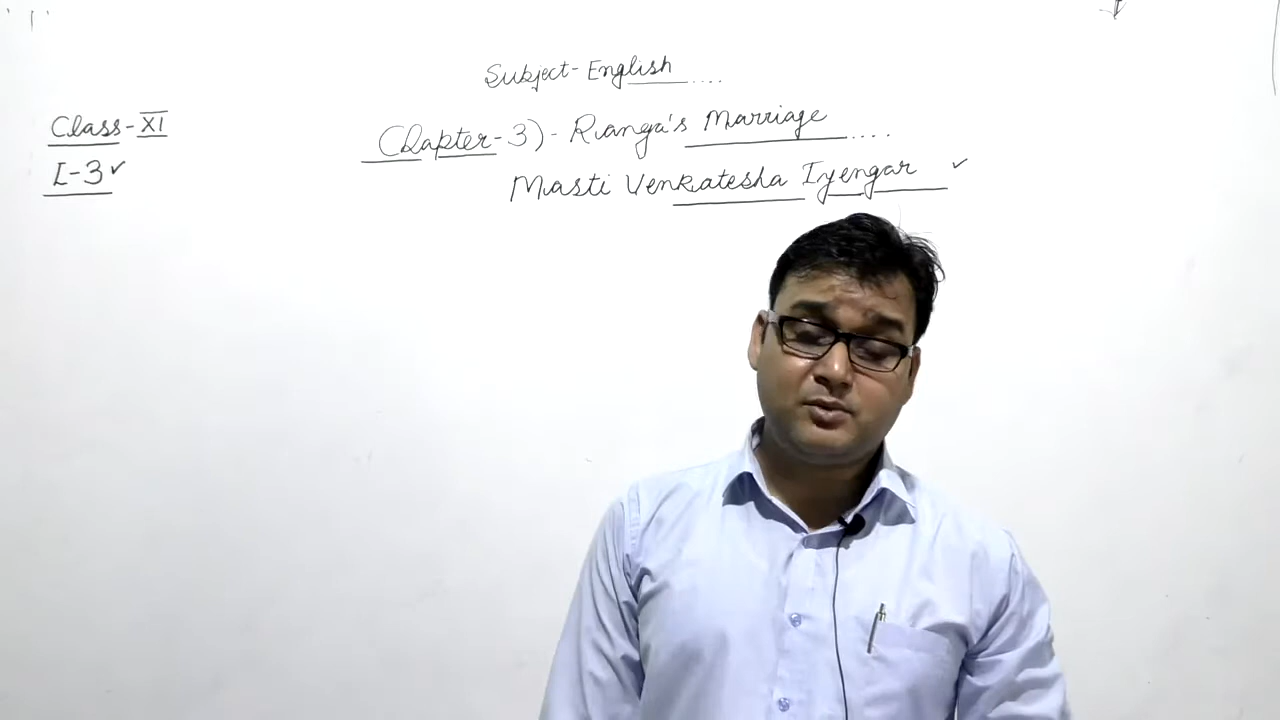 Subject- English ....
Class-XI
L-3 ✓
Chapter-3)- Ranga's Marriage ....
Masti Venkatesha Iyengar ✓